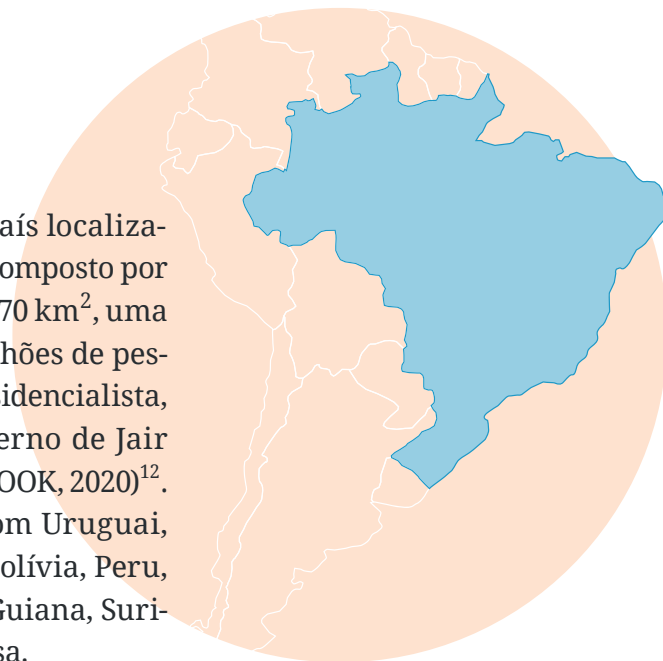 aís localiza-
omposto por
70 km², uma
hões de pes-
idencialista,
erno de Jair
OOK, 2020)¹².
om Uruguai,
olívia, Peru,
Guiana, Suri-
sa.